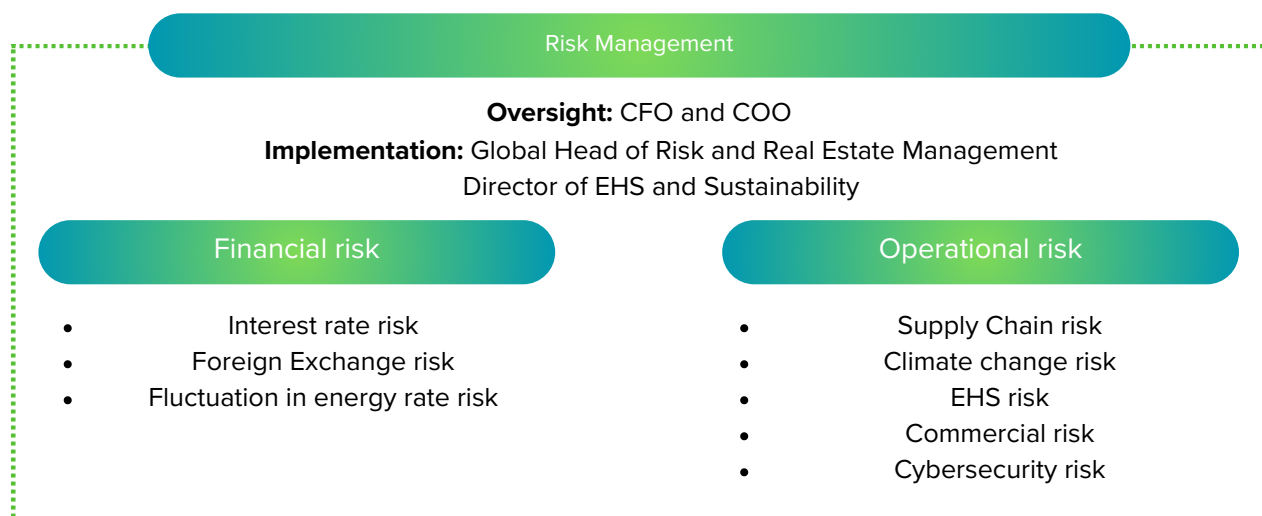 Risk Management
Oversight: CFO and COO
Implementation: Global Head of Risk and Real Estate Management
Director of EHS and Sustainability
Financial risk
• Interest rate risk
• Foreign Exchange risk
• Fluctuation in energy rate risk
Operational risk
• Supply Chain risk
• Climate change risk
• EHS risk
• Commercial risk
• Cybersecurity risk